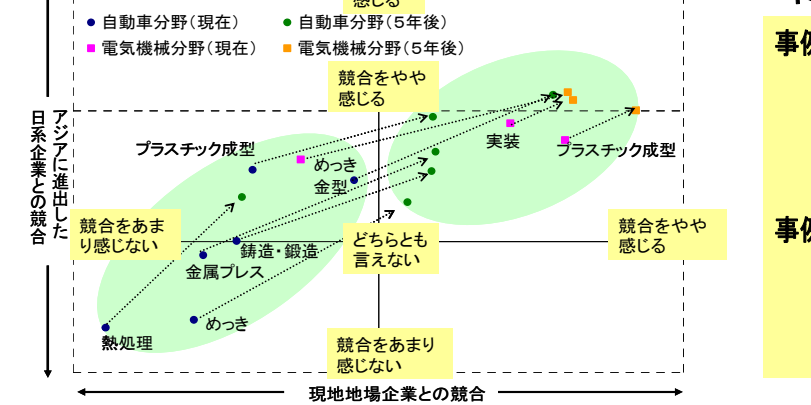 感じる
● 自動車分野(現在) ● 自動車分野(5年後)
■ 電気機械分野(現在) ■ 電気機械分野(5年後)
競合をやや
感じる
プラスチック成型
めっき
金型
実装
プラスチック成型
アジアに進出した
日系企業との競合
競合をあま
り感じない
鋳造・鍛造
金属プレス
どちらとも
言えない
競合をやや
感じる
めっき
熱処理
競合をあまり
感じない
現地地場企業との競合
事例
事例